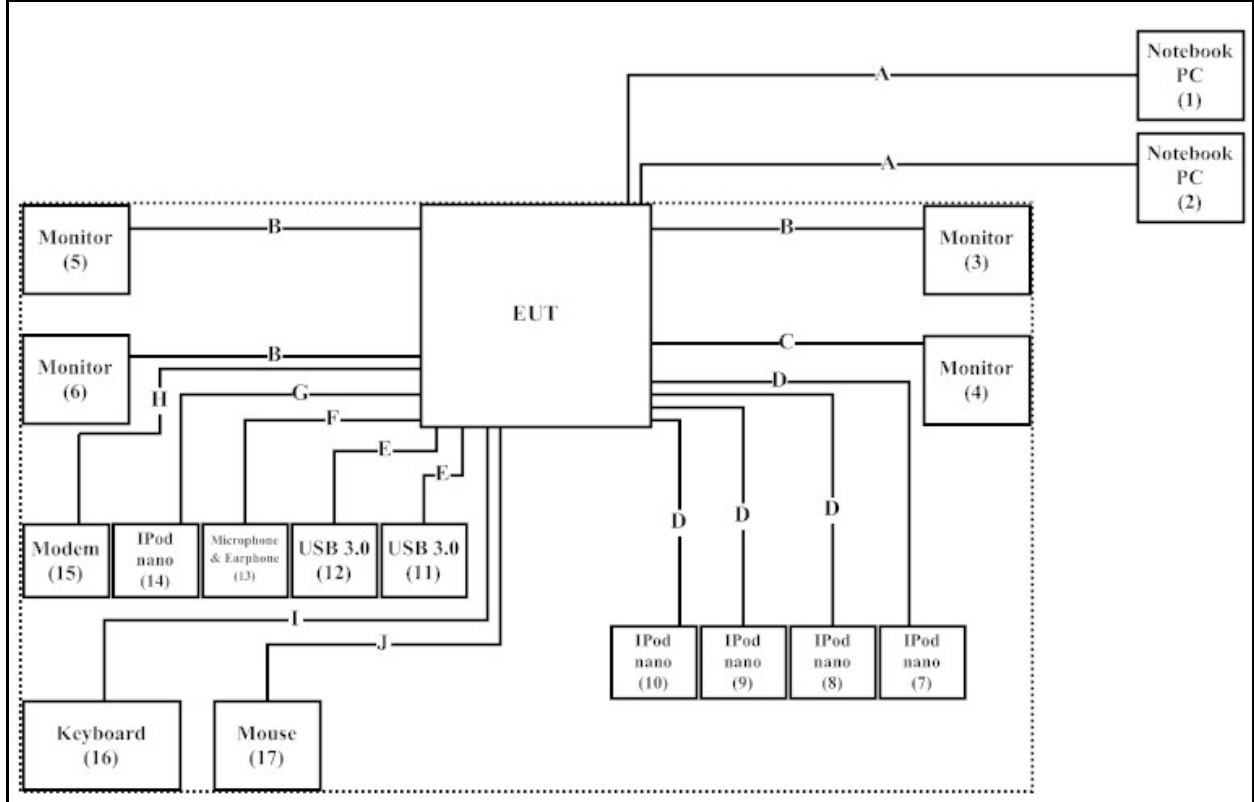 Notebook
PC
(1)
A
Notebook
PC
(2)
A
Monitor
(5)
B
EUT
B
Monitor
(3)
Monitor
(6)
B
C
Monitor
(4)
H
G
F
E
E
D
D
D
D
Modem
(15)
IPod
nano
(14)
Microphone
& Earphone
(13)
USB 3.0
(12)
USB 3.0
(11)
I
J
IPod
nano
(10)
IPod
nano
(9)
IPod
nano
(8)
IPod
nano
(7)
Keyboard
(16)
Mouse
(17)